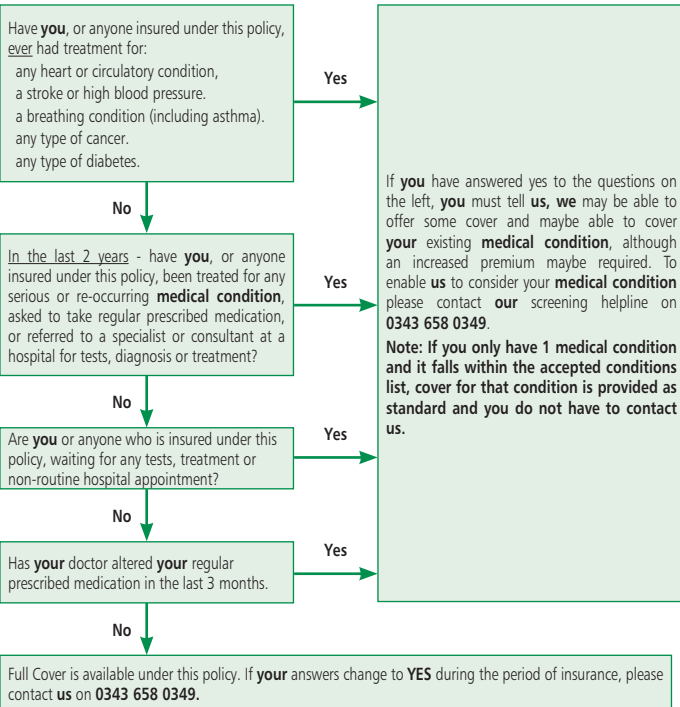 Have you, or anyone insured under this policy,
ever had treatment for:
any heart or circulatory condition,
a stroke or high blood pressure.
a breathing condition (including asthma).
any type of cancer.
any type of diabetes.
Yes
No
In the last 2 years - have you, or anyone
insured under this policy, been treated for any
serious or re-occurring medical condition,
asked to take regular prescribed medication,
or referred to a specialist or consultant at a
hospital for tests, diagnosis or treatment?
Yes
No
Are you or anyone who is insured under this
policy, waiting for any tests, treatment or
non-routine hospital appointment?
Yes
No
Has your doctor altered your regular
prescribed medication in the last 3 months.
Yes
No
If you have answered yes to the questions on
the left, you must tell us, we may be able to
offer some cover and maybe able to cover
your existing medical condition, although
an increased premium maybe required. To
enable us to consider your medical condition
please contact our screening helpline on
0343 658 0349.
Note: If you only have 1 medical condition
and it falls within the accepted conditions
list, cover for that condition is provided as
standard and you do not have to contact
us.
Full Cover is available under this policy. If your answers change to YES during the period of insurance, please
contact us on 0343 658 0349.